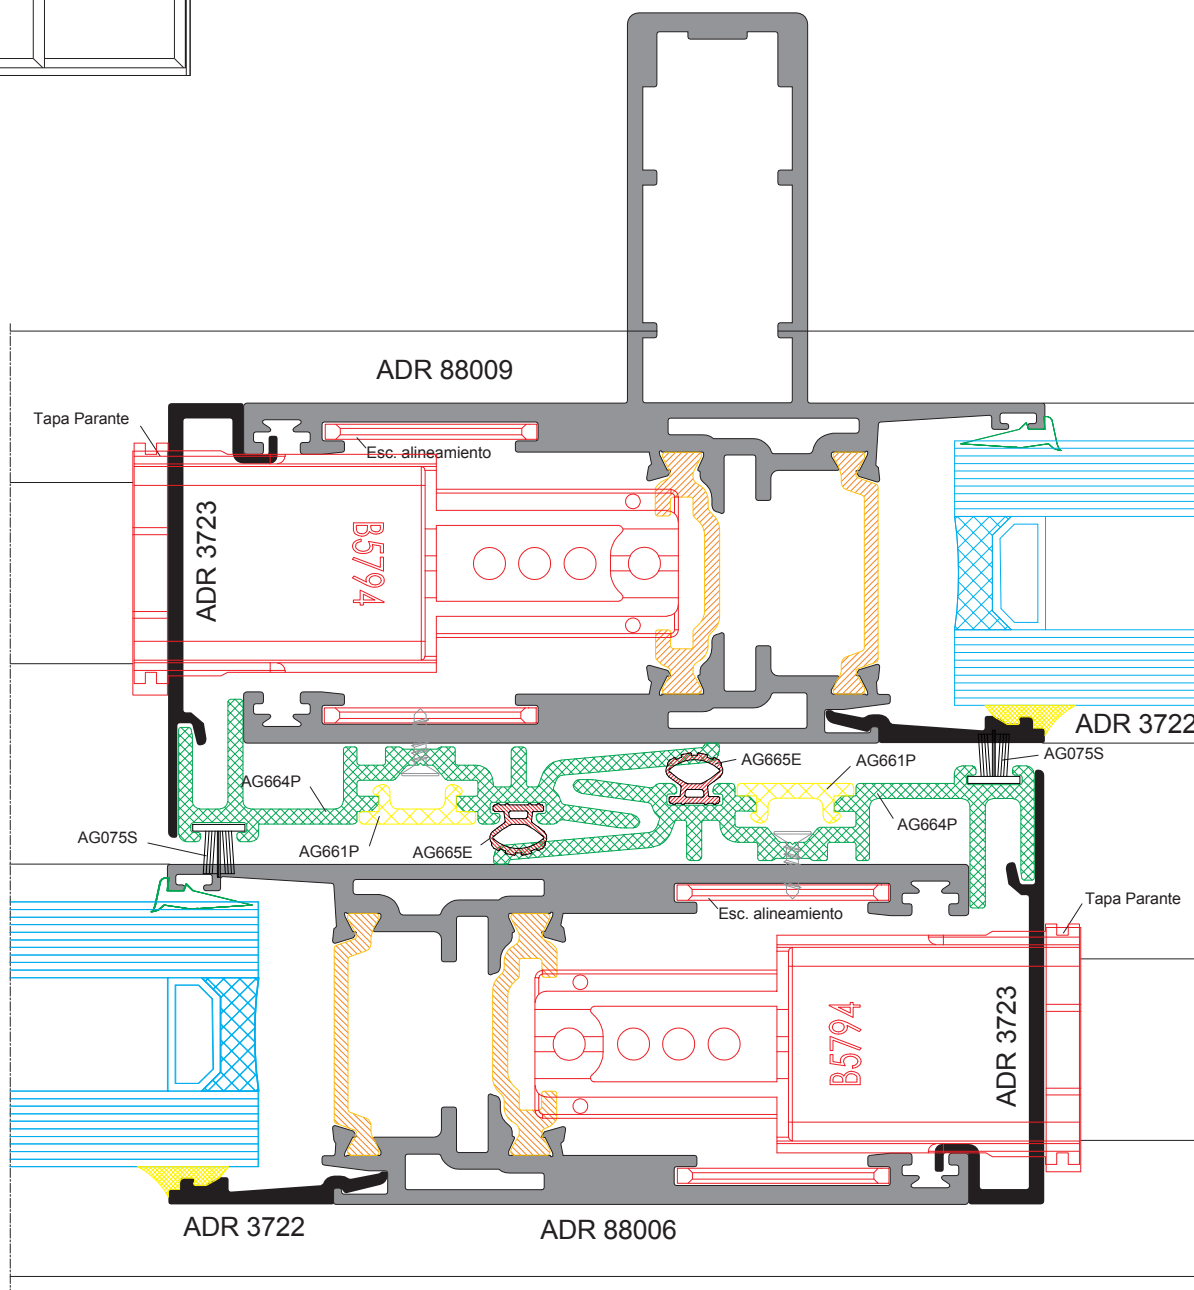 ADR 88009
Tapa Parante
Esc. alineamiento
ADR 3723
B5794
ADR 3722
AG665E
AG661P
AG075S
AG664P
AG664P
AG075S
AG661P
AG665E
Esc. alineamiento
Tapa Parante
B5794
ADR 3723
ADR 3722
ADR 88006